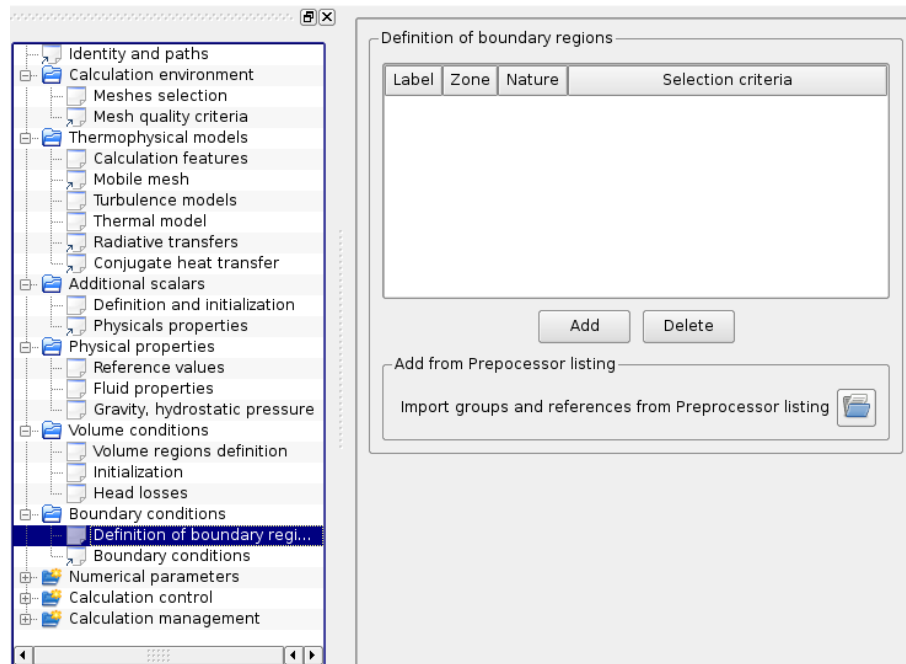 Identity and paths
Calculation environment
Meshes selection
Mesh quality criteria
Thermophysical models
Calculation features
Mobile mesh
Turbulence models
Thermal model
Radiative transfers
Conjugate heat transfer
Additional scalars
Definition and initialization
Physicals properties
Physical properties
Reference values
Fluid properties
Gravity, hydrostatic pressure
Volume conditions
Volume regions definition
Initialization
Head losses
Boundary conditions
Definition of boundary regi...
Boundary conditions
Numerical parameters
Calculation control
Calculation management
Definition of boundary regions
Label Zone Nature Selection criteria
Add Delete
Add from Prepocessor listing
Import groups and references from Preprocessor listing